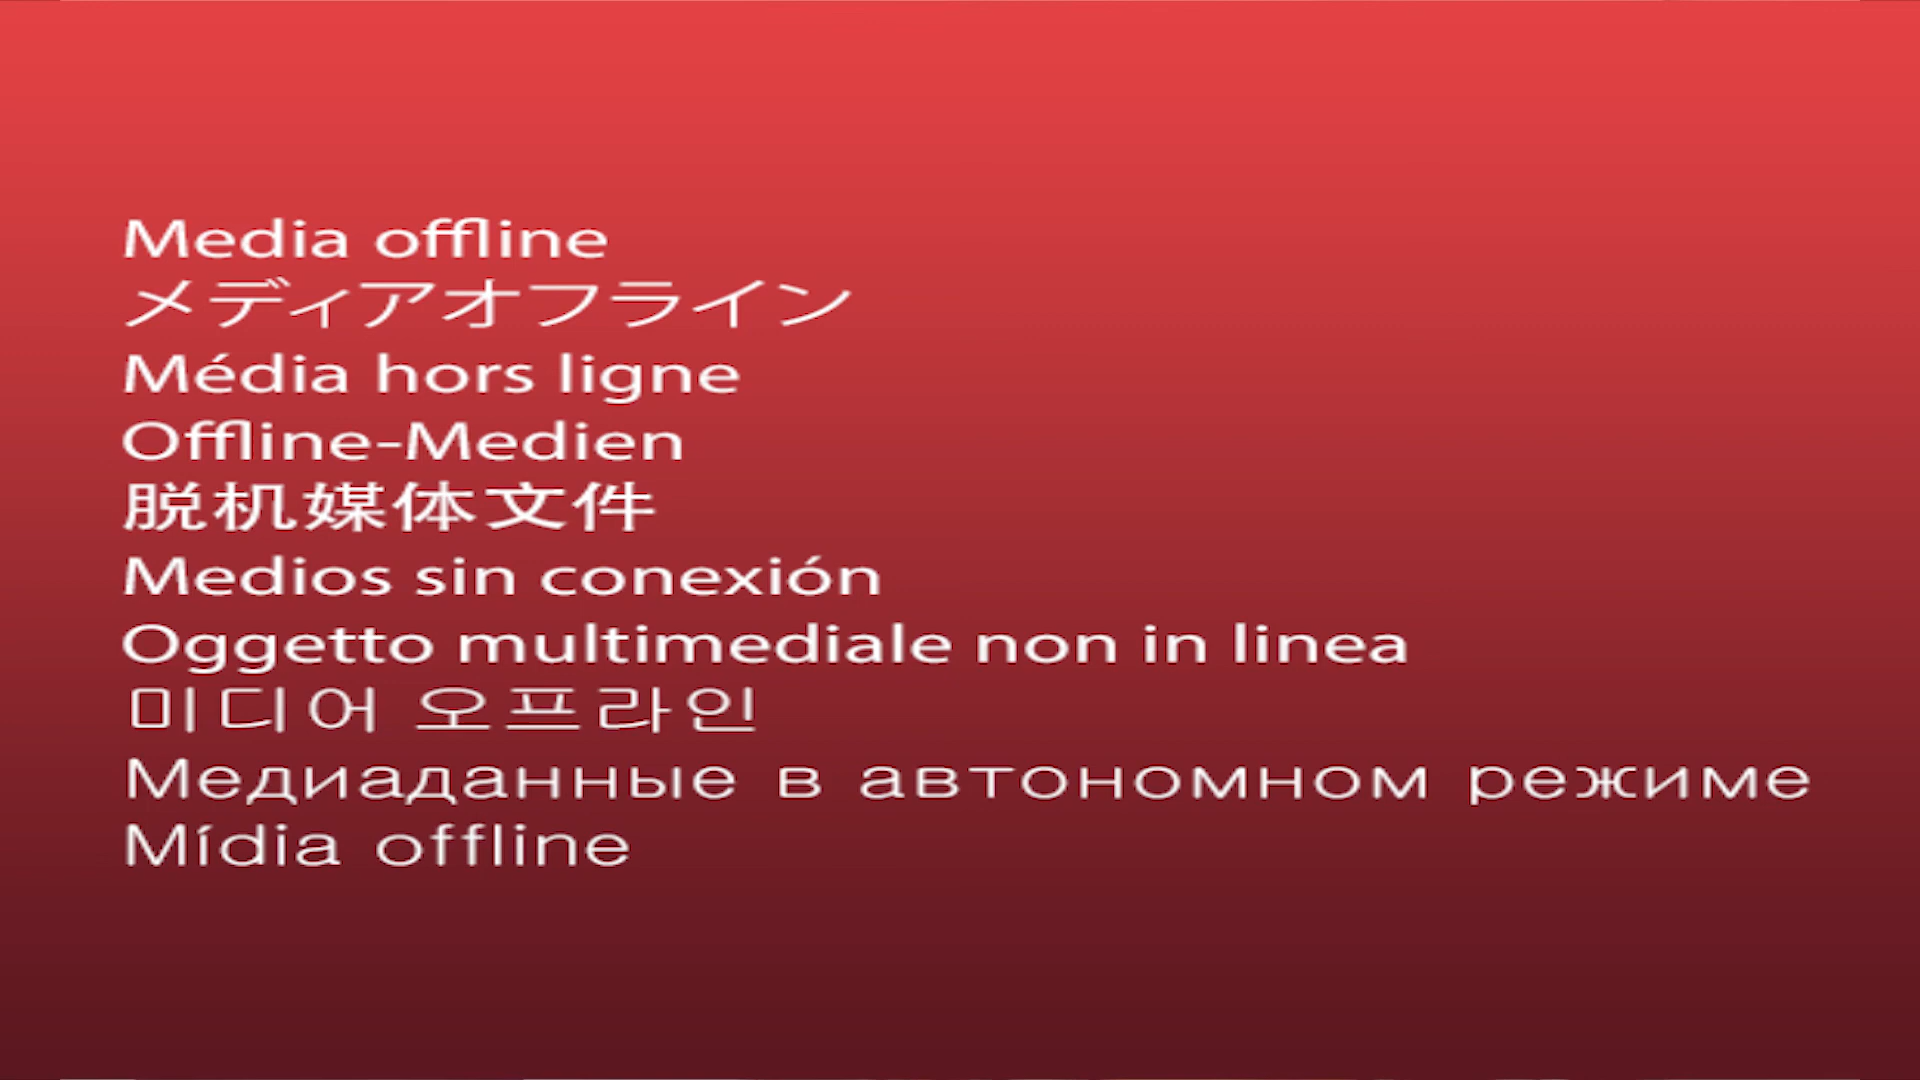 Media offline
メディアオフライン
Média hors ligne
Offline-Medien
脱机媒体文件
Medios sin conexión
Oggetto multimediale non in linea
미디어 오프라인
Медиаданные в автономном режиме
Mídia offline